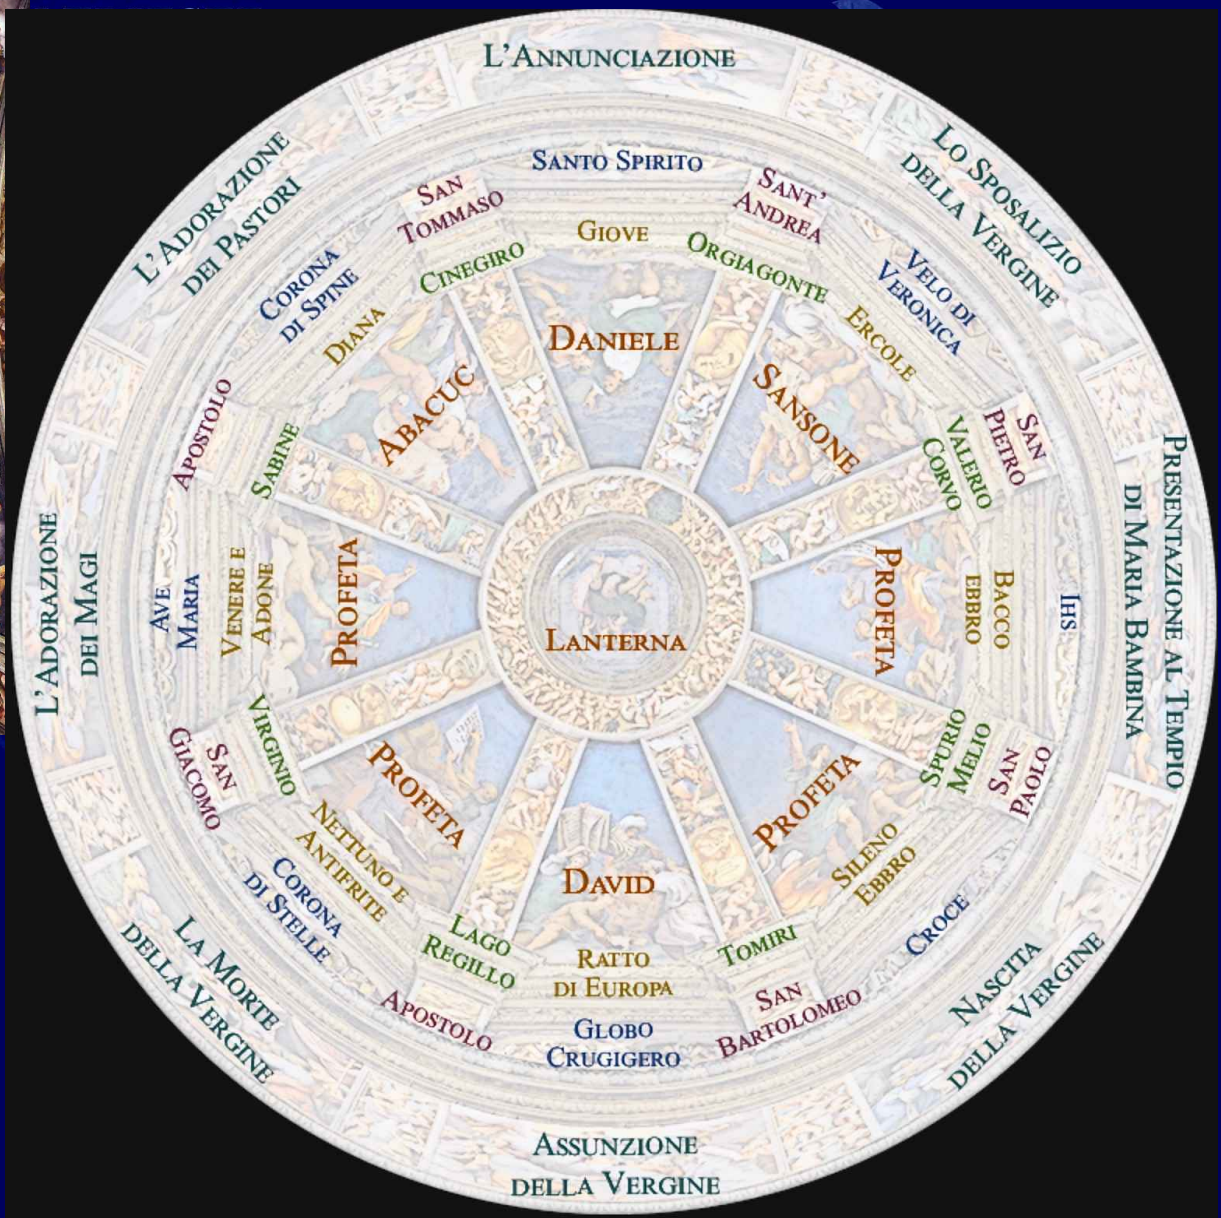 L'ANNUNCIAZIONE
LO SPOSALIZIO
DELLA VERGINE
PRESENTAZIONE AL TEMPIO
DI MARIA BAMBINA
NASCITA
DELLA VERGINE
ASSUNZIONE
DELLA VERGINE
LA MORTE
DELLA VERGINE
L'ADORAZIONE
DEI MAGI
L'ADORAZIONE
DEI PASTORI
SANTO SPIRITO
SANT'
ANDREA
VELO DI
VERONICA
SAN
PIETRO
IHS
SAN
PAOLO
CROCE
SAN
BARTOLOMEO
GLOBO
CRUGIGERO
APOSTOLO
CORONA
DI STELLE
SAN
GIACOMO
AVE
MARIA
APOSTOLO
CORONA
DI SPINE
SAN
TOMMASO
GIOVE
ORGIAGONTE
ERCOLE
VALERIO
CORVO
BACCO
EBBRO
SPURIO
MELIO
SILENO
EBBRO
TOMIRI
RATTO
DI EUROPA
LAGO
REGILLO
NETTUNO E
ANTIFRITE
VIRGINIO
VENERE E
ADONE
SABINE
DIANA
CINEGIRO
DANIELE
SANSONE
PROFETA
PROFETA
DAVID
PROFETA
PROFETA
ABACUC
LANTERNA